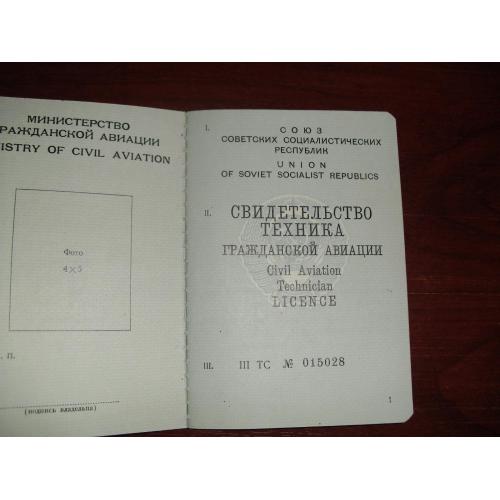 МИНИСТЕРСТВО
РАЖДАНСКОЙ АВИАЦИИ
ISTRY OF CIVIL AVIATION
Фото
4×5
. П.
(подпись владельца)
I.
СОЮЗ
СОВЕТСКИХ СОЦИАЛИСТИЧЕСКИХ
РЕСПУБЛИК
UNION
OF SOVIET SOCIALIST REPUBLICS
II. СВИДЕТЕЛЬСТВО
ТЕХНИКА
ГРАЖДАНСКОЙ АВИАЦИИ
Civil Aviation
Technician
LICENCE
III. III ТС № 015028
1